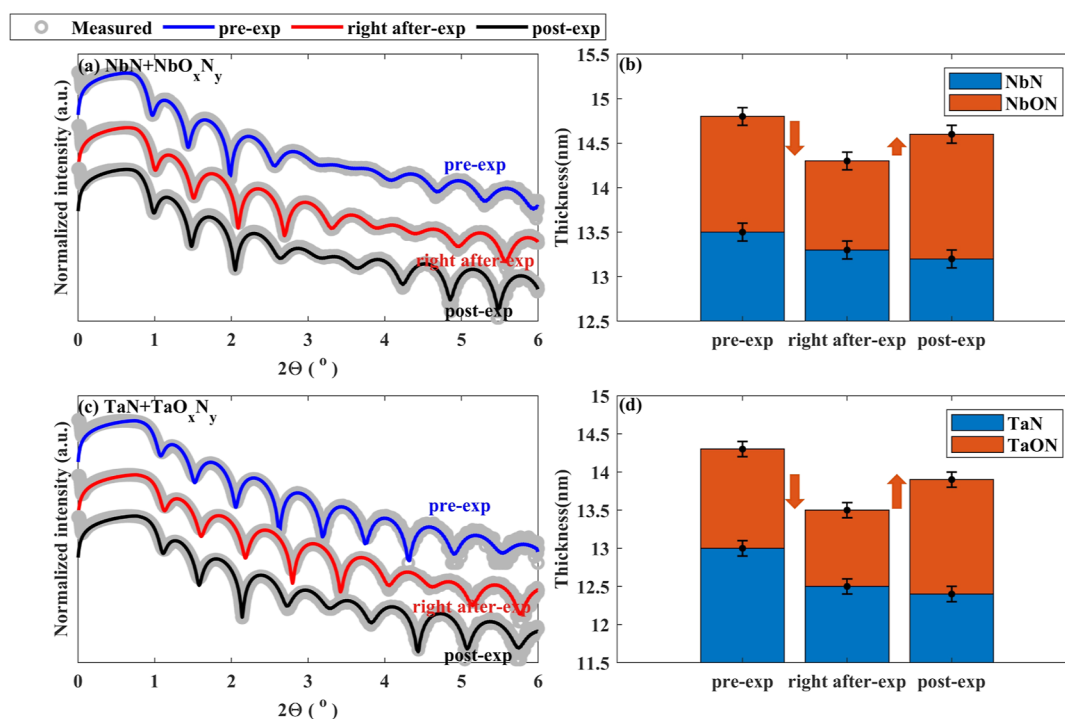 Measured pre-exp right after-exp post-exp
(a) NbN+NbOxNy
Normalized intensity (a.u.)
pre-exp
right after-exp
post-exp
0 1 2 3 4 5 6
2Θ (°)
(b)
NbN
NbON
Thickness(nm)
15.5
15
14.5
14
13.5
13
12.5
pre-exp right after-exp post-exp
(c) TaN+TaOxNy
Normalized intensity (a.u.)
pre-exp
right after-exp
post-exp
0 1 2 3 4 5 6
2Θ (°)
(d)
TaN
TaON
Thickness(nm)
15
14.5
14
13.5
13
12.5
12
11.5
pre-exp right after-exp post-exp